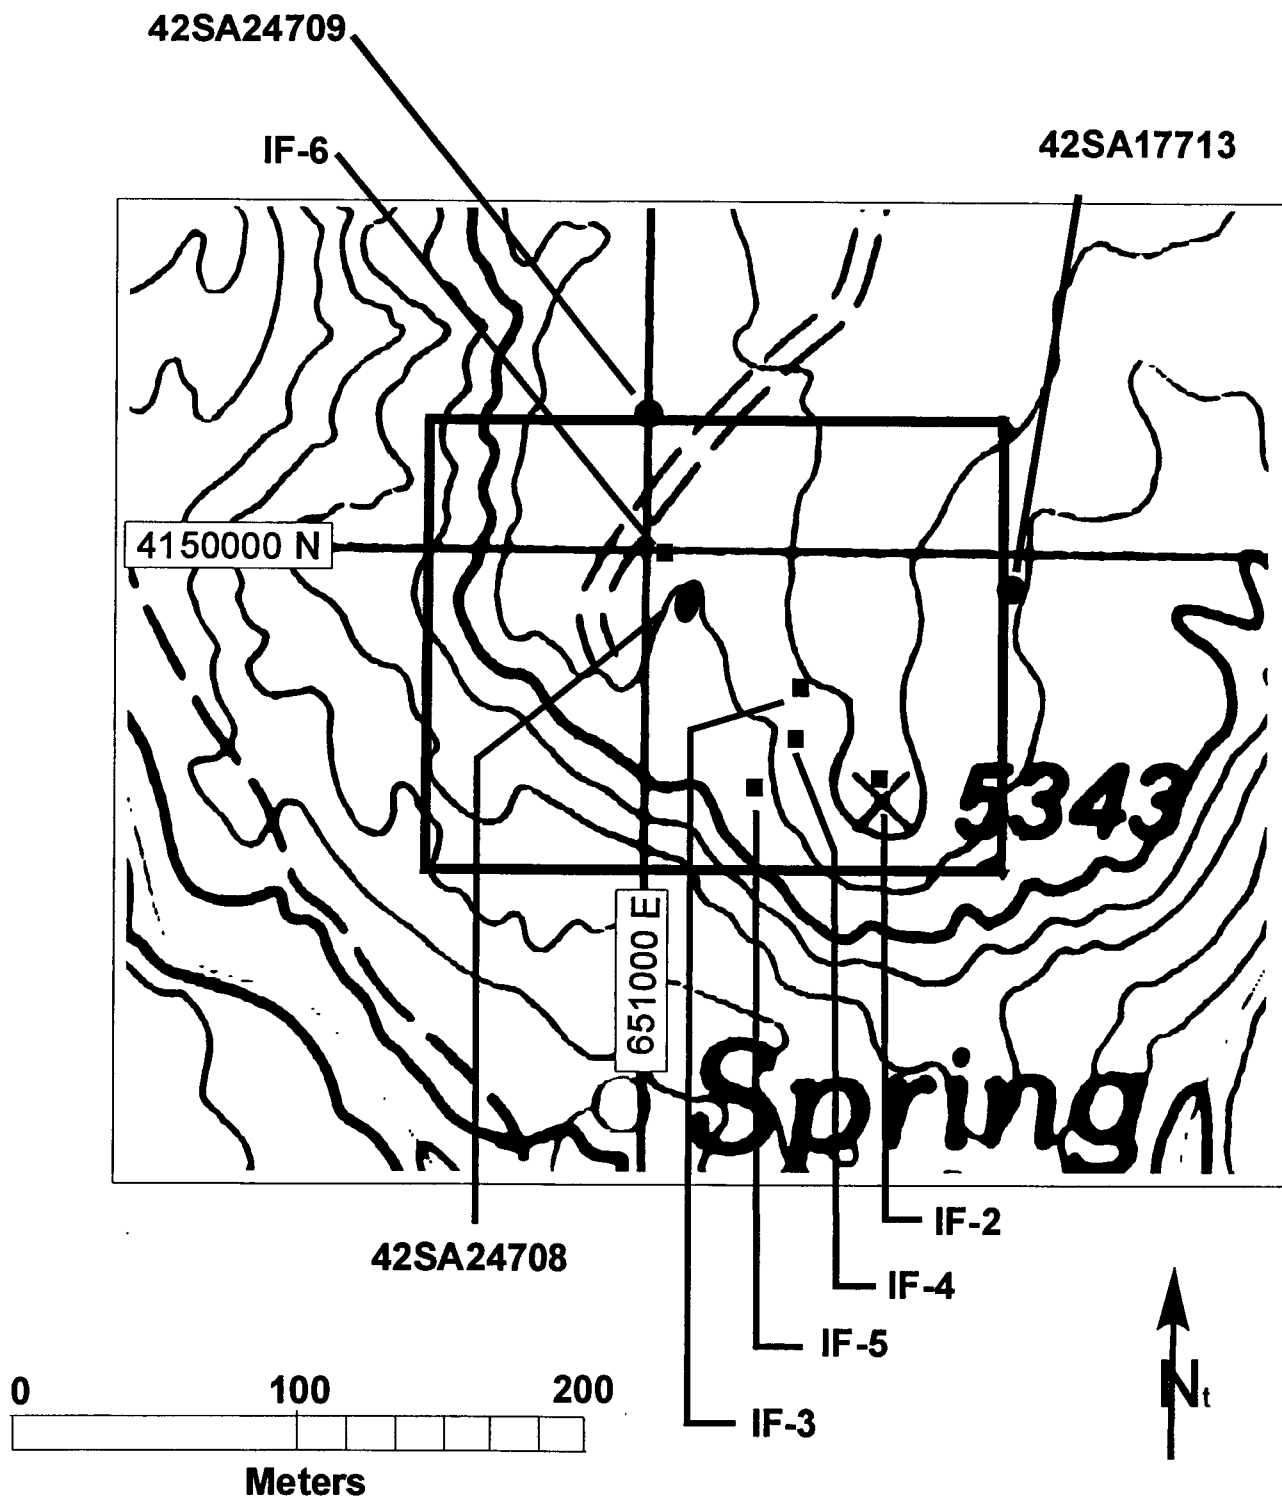 42SA24709
IF-6
42SA17713
4150000 N
5343
651000 E
Spring
IF-2
42SA24708
IF-4
IF-5
IF-3
0 100 200
Meters
Nt